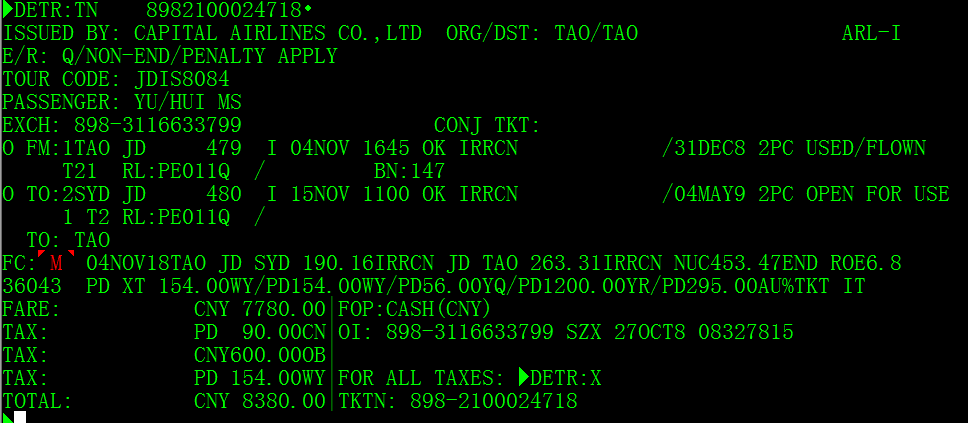 ▶DETR:TN 8982100024718•
ISSUED BY: CAPITAL AIRLINES CO.,LTD ORG/DST: TAO/TAO ARL-I
E/R: Q/NON-END/PENALTY APPLY
TOUR CODE: JDIS8084
PASSENGER: YU/HUI MS
EXCH: 898-3116633799 CONJ TKT:
O FM:1TAO JD 479 I 04NOV 1645 OK IRRCN /31DEC8 2PC USED/FLOWN
T21 RL:PE011Q / BN:147
O TO:2SYD JD 480 I 15NOV 1100 OK IRRCN /04MAY9 2PC OPEN FOR USE
1 T2 RL:PE011Q /
TO: TAO
FC: M 04NOV18TAO JD SYD 190.16IRRCN JD TAO 263.31IRRCN NUC453.47END ROE6.8
36043 PD XT 154.00WY/PD154.00WY/PD56.00YQ/PD1200.00YR/PD295.00AU%TKT IT
FARE: CNY 7780.00|FOP:CASH(CNY)
TAX: PD 90.00CN|OI: 898-3116633799 SZX 27OCT8 08327815
TAX: CNY600.00OB|
TAX: PD 154.00WY|FOR ALL TAXES: ▶DETR:X
TOTAL: CNY 8380.00|TKTN: 898-2100024718